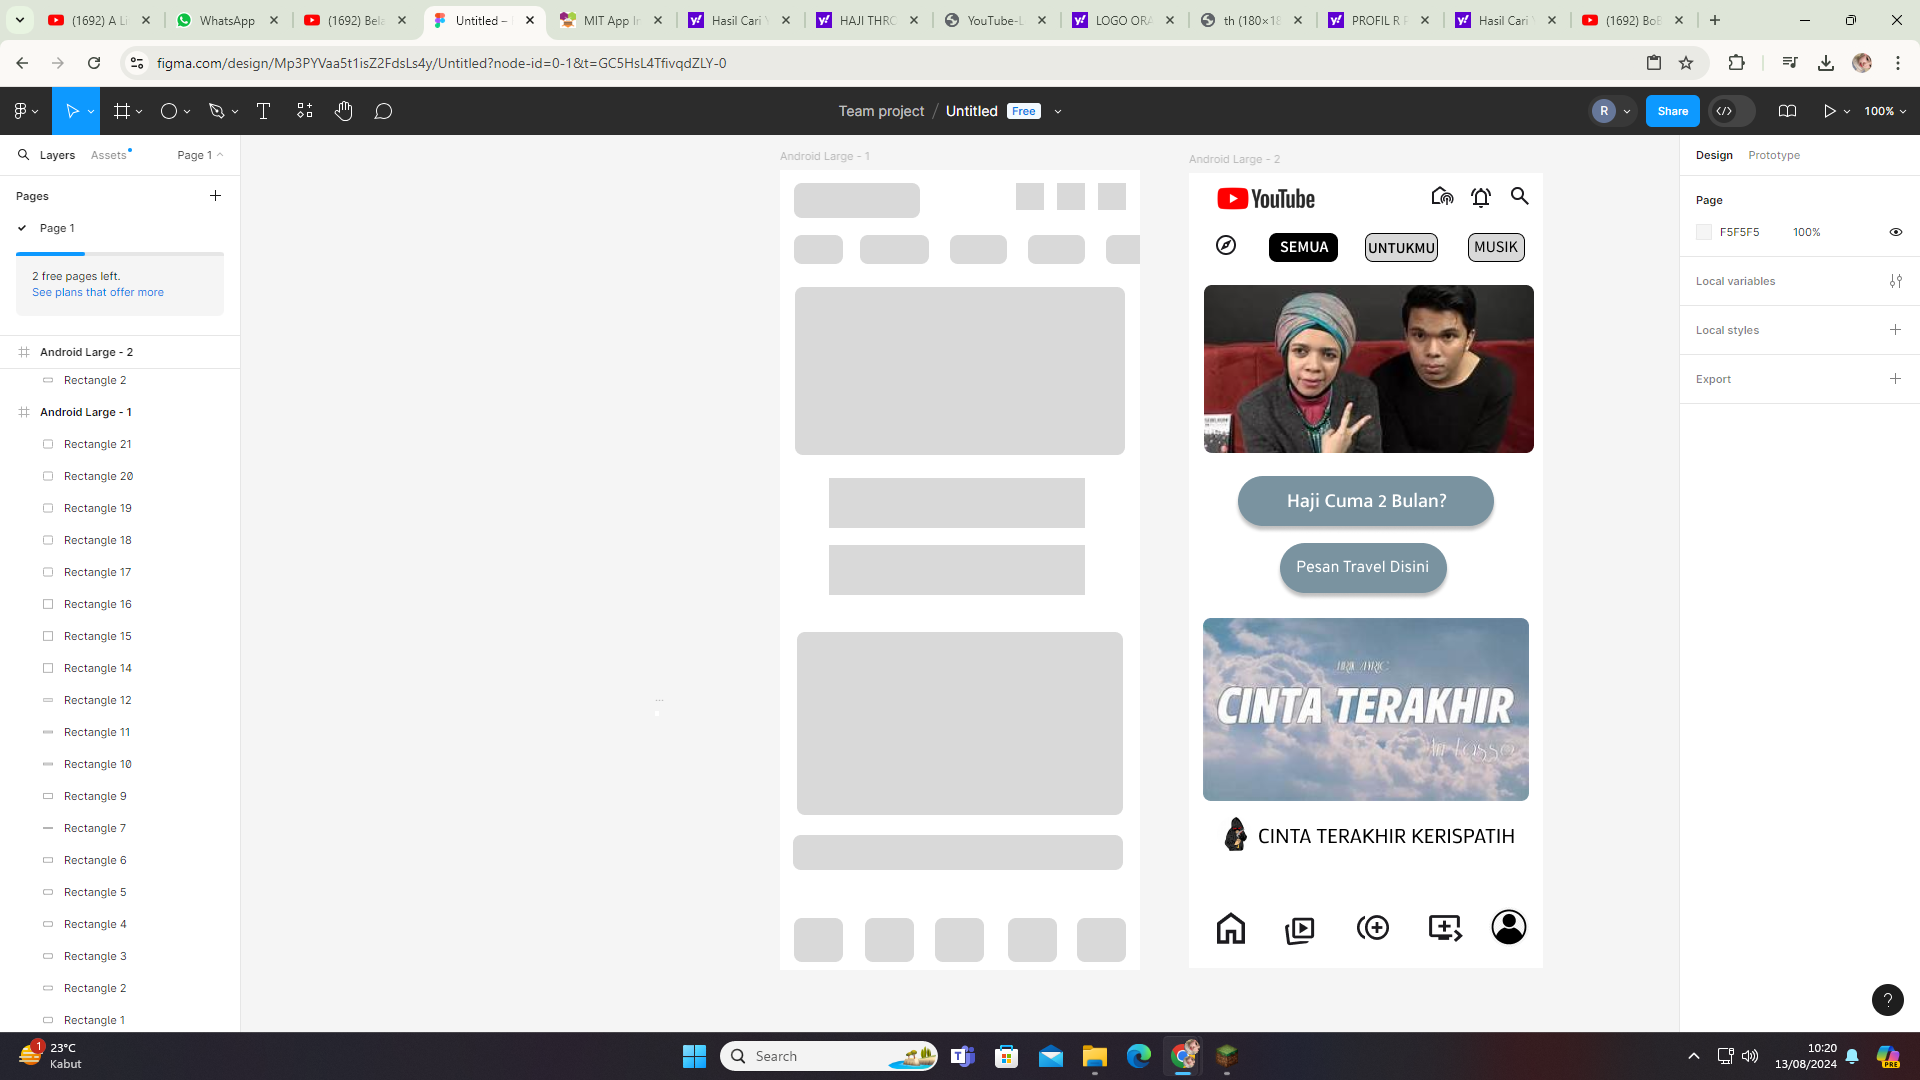 (1692) A Li
WhatsApp
(1692) Bela
Untitled –
MIT App In
Hasil Cari
HAJI THRO
YouTube-L
LOGO ORA
th (180×18
PROFIL R F
Hasil Cari
(1692) BoB
figma.com/design/Mp3PYVaa5t1isZ2FdsLs4y/Untitled?node-id=0-1&t=GC5HsL4TfivqdZLY-0
Team project / Untitled Free
R
Share
100%
Layers Assets Page 1
Pages
Page 1
2 free pages left.
See plans that offer more
Android Large - 2
Rectangle 2
Android Large - 1
Rectangle 21
Rectangle 20
Rectangle 19
Rectangle 18
Rectangle 17
Rectangle 16
Rectangle 15
Rectangle 14
Rectangle 12
Rectangle 11
Rectangle 10
Rectangle 9
Rectangle 7
Rectangle 6
Rectangle 5
Rectangle 4
Rectangle 3
Rectangle 2
Rectangle 1
Android Large - 1
Android Large - 2
YouTube
SEMUA UNTUKMU MUSIK
Haji Cuma 2 Bulan?
Pesan Travel Disini
LIRIK /LYRIC
CINTA TERAKHIR
CINTA TERAKHIR KERISPATIH
Design Prototype
Page
F5F5F5 100%
Local variables
Local styles
Export
?
1
23°C
Kabut
Search
10:20
13/08/2024
PRE